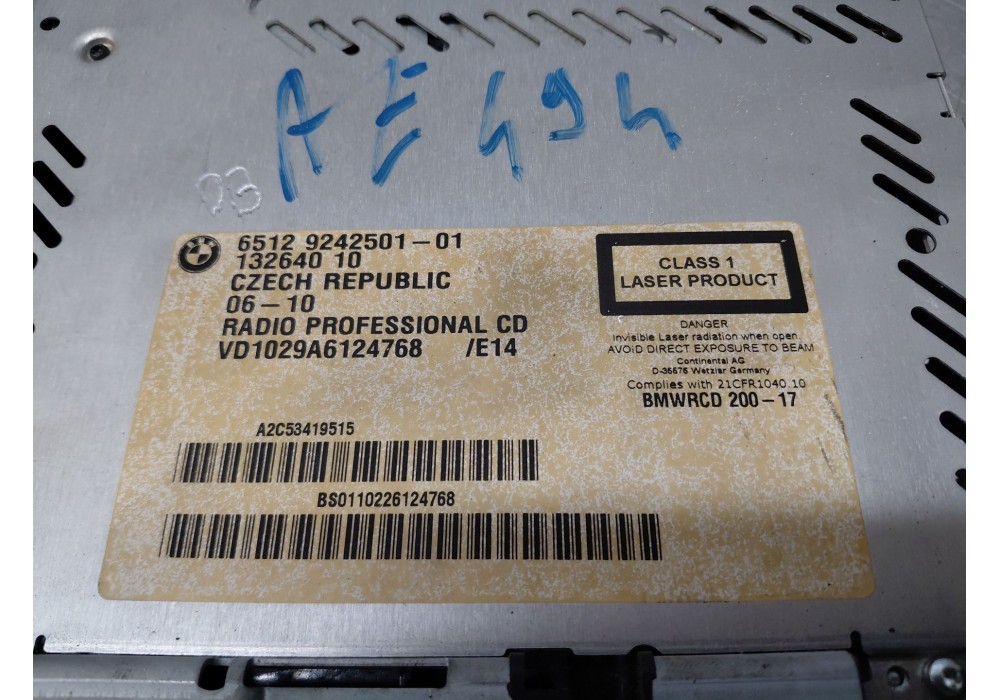 AE494
DB
6512 9242501-01
132640 10
CZECH REPUBLIC
06-10
RADIO PROFESSIONAL CD
VD1029A6124768 /E14
CLASS 1
LASER PRODUCT
DANGER
Invisible Laser radiation when open.
AVOID DIRECT EXPOSURE TO BEAM
Continental AG
D-36576 Wetzlar Germany
Complies with 21CFR1040.10
BMWRCD 200-17
A2C53419515
BS0110226124768